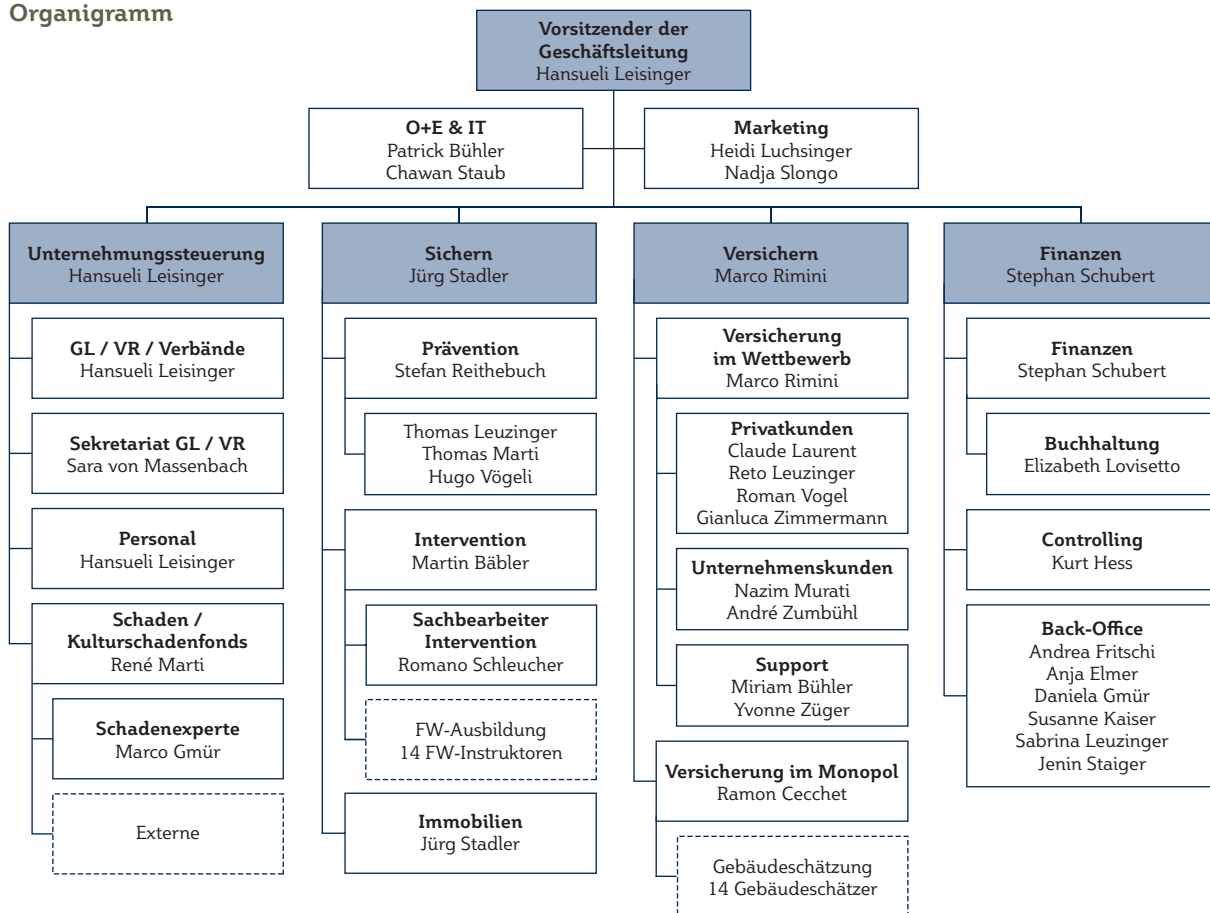 Organigramm
Vorsitzender der
Geschäftsleitung
Hansueli Leisinger
O+E & IT
Patrick Bühler
Chawan Staub
Marketing
Heidi Luchsinger
Nadja Slongo
Unternehmungssteuerung
Hansueli Leisinger
GL / VR / Verbände
Hansueli Leisinger
Sekretariat GL / VR
Sara von Massenbach
Personal
Hansueli Leisinger
Schaden /
Kulturschadenfonds
René Marti
Schadenexperte
Marco Gmür
Externe
Sichern
Jürg Stadler
Prävention
Stefan Reithebuch
Thomas Leuzinger
Thomas Marti
Hugo Vögeli
Intervention
Martin Bäbler
Sachbearbeiter
Intervention
Romano Schleucher
FW-Ausbildung
14 FW-Instruktoren
Immobilien
Jürg Stadler
Versichern
Marco Rimini
Versicherung
im Wettbewerb
Marco Rimini
Privatkunden
Claude Laurent
Reto Leuzinger
Roman Vogel
Gianluca Zimmermann
Unternehmenskunden
Nazim Murati
André Zumbühl
Support
Miriam Bühler
Yvonne Züger
Versicherung im Monopol
Ramon Cecchet
Gebäudeschätzung
14 Gebäudeschätzer
Finanzen
Stephan Schubert
Finanzen
Stephan Schubert
Buchhaltung
Elizabeth Lovisetto
Controlling
Kurt Hess
Back-Office
Andrea Fritschi
Anja Elmer
Daniela Gmür
Susanne Kaiser
Sabrina Leuzinger
Jenin Staiger